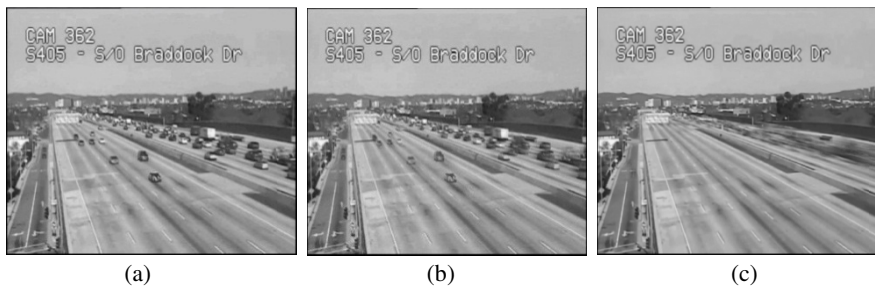 CAM 362
S405 - S/O Braddock Dr
CAM 362
S405 - S/O Braddock Dr
CAM 362
S405 - S/O Braddock Dr
(a)
(b)
(c)